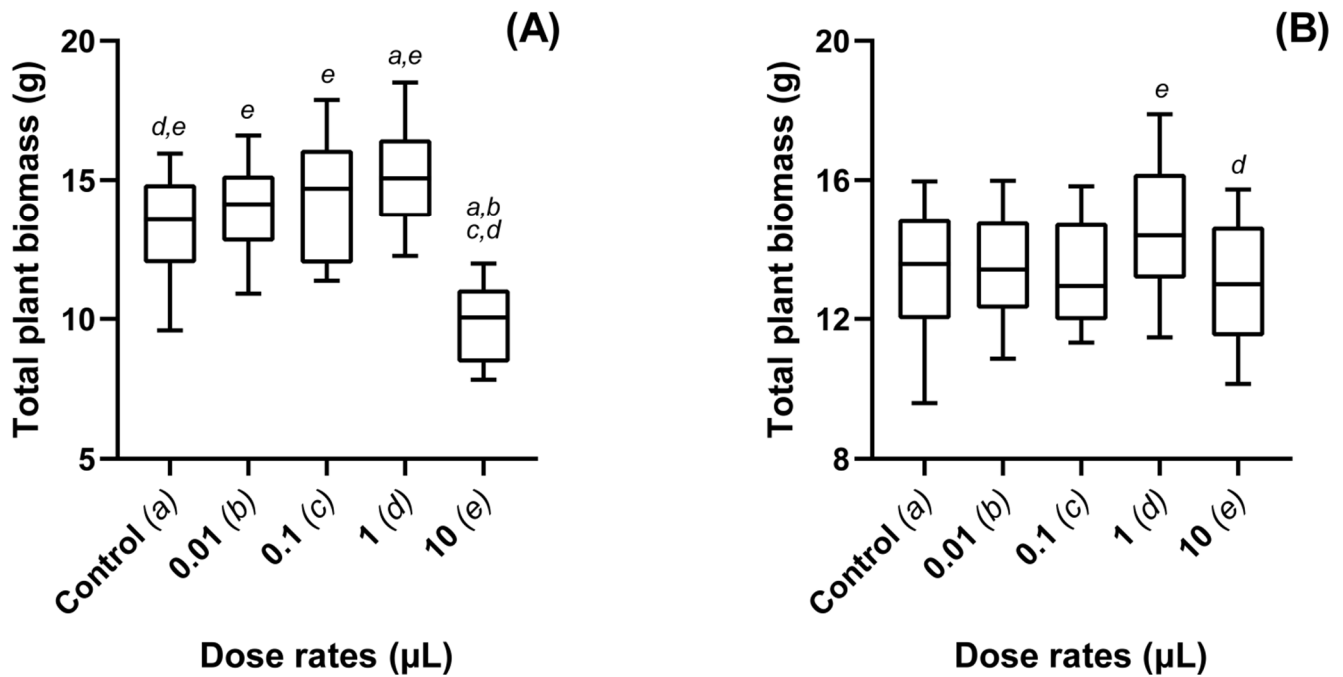 (A)
Total plant biomass (g)
20
15
10
5
d,e
e
e
a,e
a,b
c,d
Control (a)
0.01 (b)
0.1 (c)
1 (d)
10 (e)
Dose rates (µL)
(B)
Total plant biomass (g)
20
16
12
8
e
d
Control (a)
0.01 (b)
0.1 (c)
1 (d)
10 (e)
Dose rates (µL)